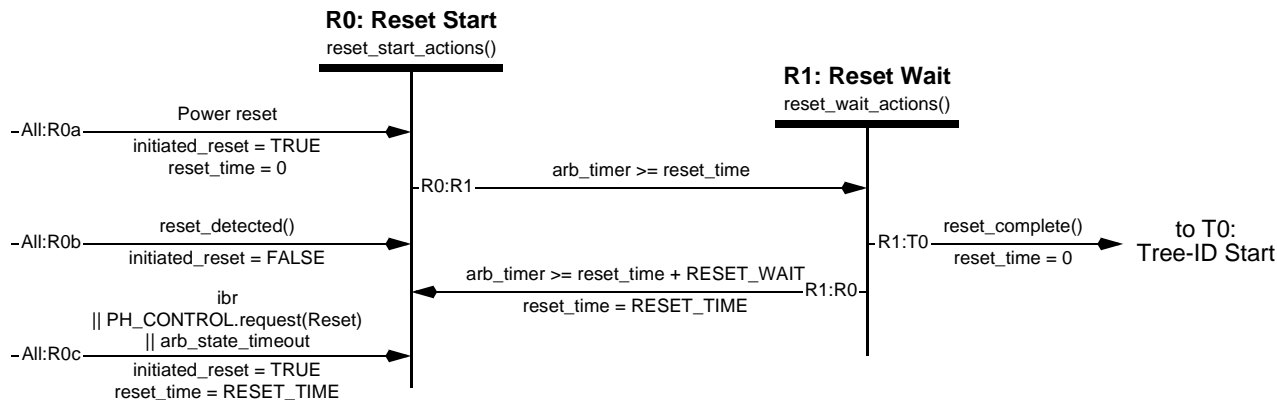 R0: Reset Start
reset_start_actions()
R1: Reset Wait
reset_wait_actions()
All:R0a
Power reset
initiated_reset = TRUE
reset_time = 0
R0:R1
arb_timer >= reset_time
All:R0b
reset_detected()
initiated_reset = FALSE
R1:T0
reset_complete()
reset_time = 0
to T0:
Tree-ID Start
arb_timer >= reset_time + RESET_WAIT
R1:R0
reset_time = RESET_TIME
All:R0c
ibr
|| PH_CONTROL.request(Reset)
|| arb_state_timeout
initiated_reset = TRUE
reset_time = RESET_TIME